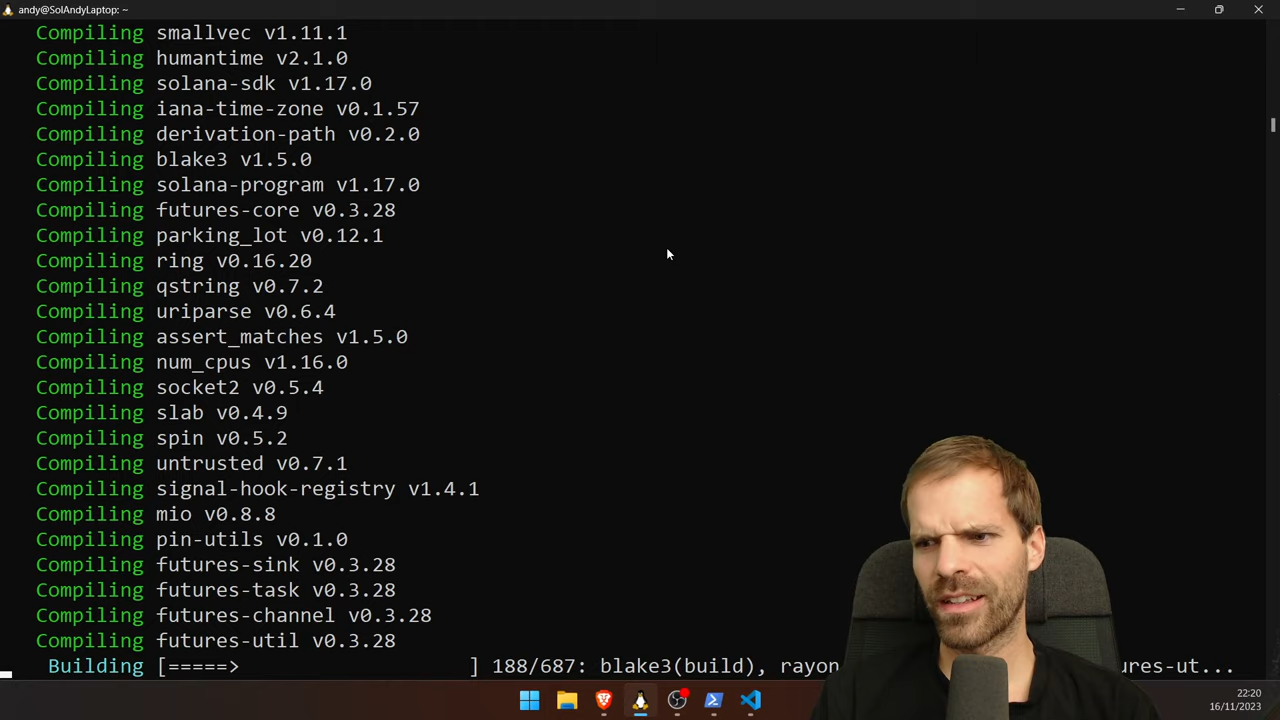 andy@SolAndyLaptop: ~
Compiling smallvec v1.11.1
Compiling humantime v2.1.0
Compiling solana-sdk v1.17.0
Compiling iana-time-zone v0.1.57
Compiling derivation-path v0.2.0
Compiling blake3 v1.5.0
Compiling solana-program v1.17.0
Compiling futures-core v0.3.28
Compiling parking_lot v0.12.1
Compiling ring v0.16.20
Compiling qstring v0.7.2
Compiling uriparse v0.6.4
Compiling assert_matches v1.5.0
Compiling num_cpus v1.16.0
Compiling socket2 v0.5.4
Compiling slab v0.4.9
Compiling spin v0.5.2
Compiling untrusted v0.7.1
Compiling signal-hook-registry v1.4.1
Compiling mio v0.8.8
Compiling pin-utils v0.1.0
Compiling futures-sink v0.3.28
Compiling futures-task v0.3.28
Compiling futures-channel v0.3.28
Compiling futures-util v0.3.28
Building [=====> ] 188/687: blake3(build), rayon ures-ut...
22:20
16/11/2023